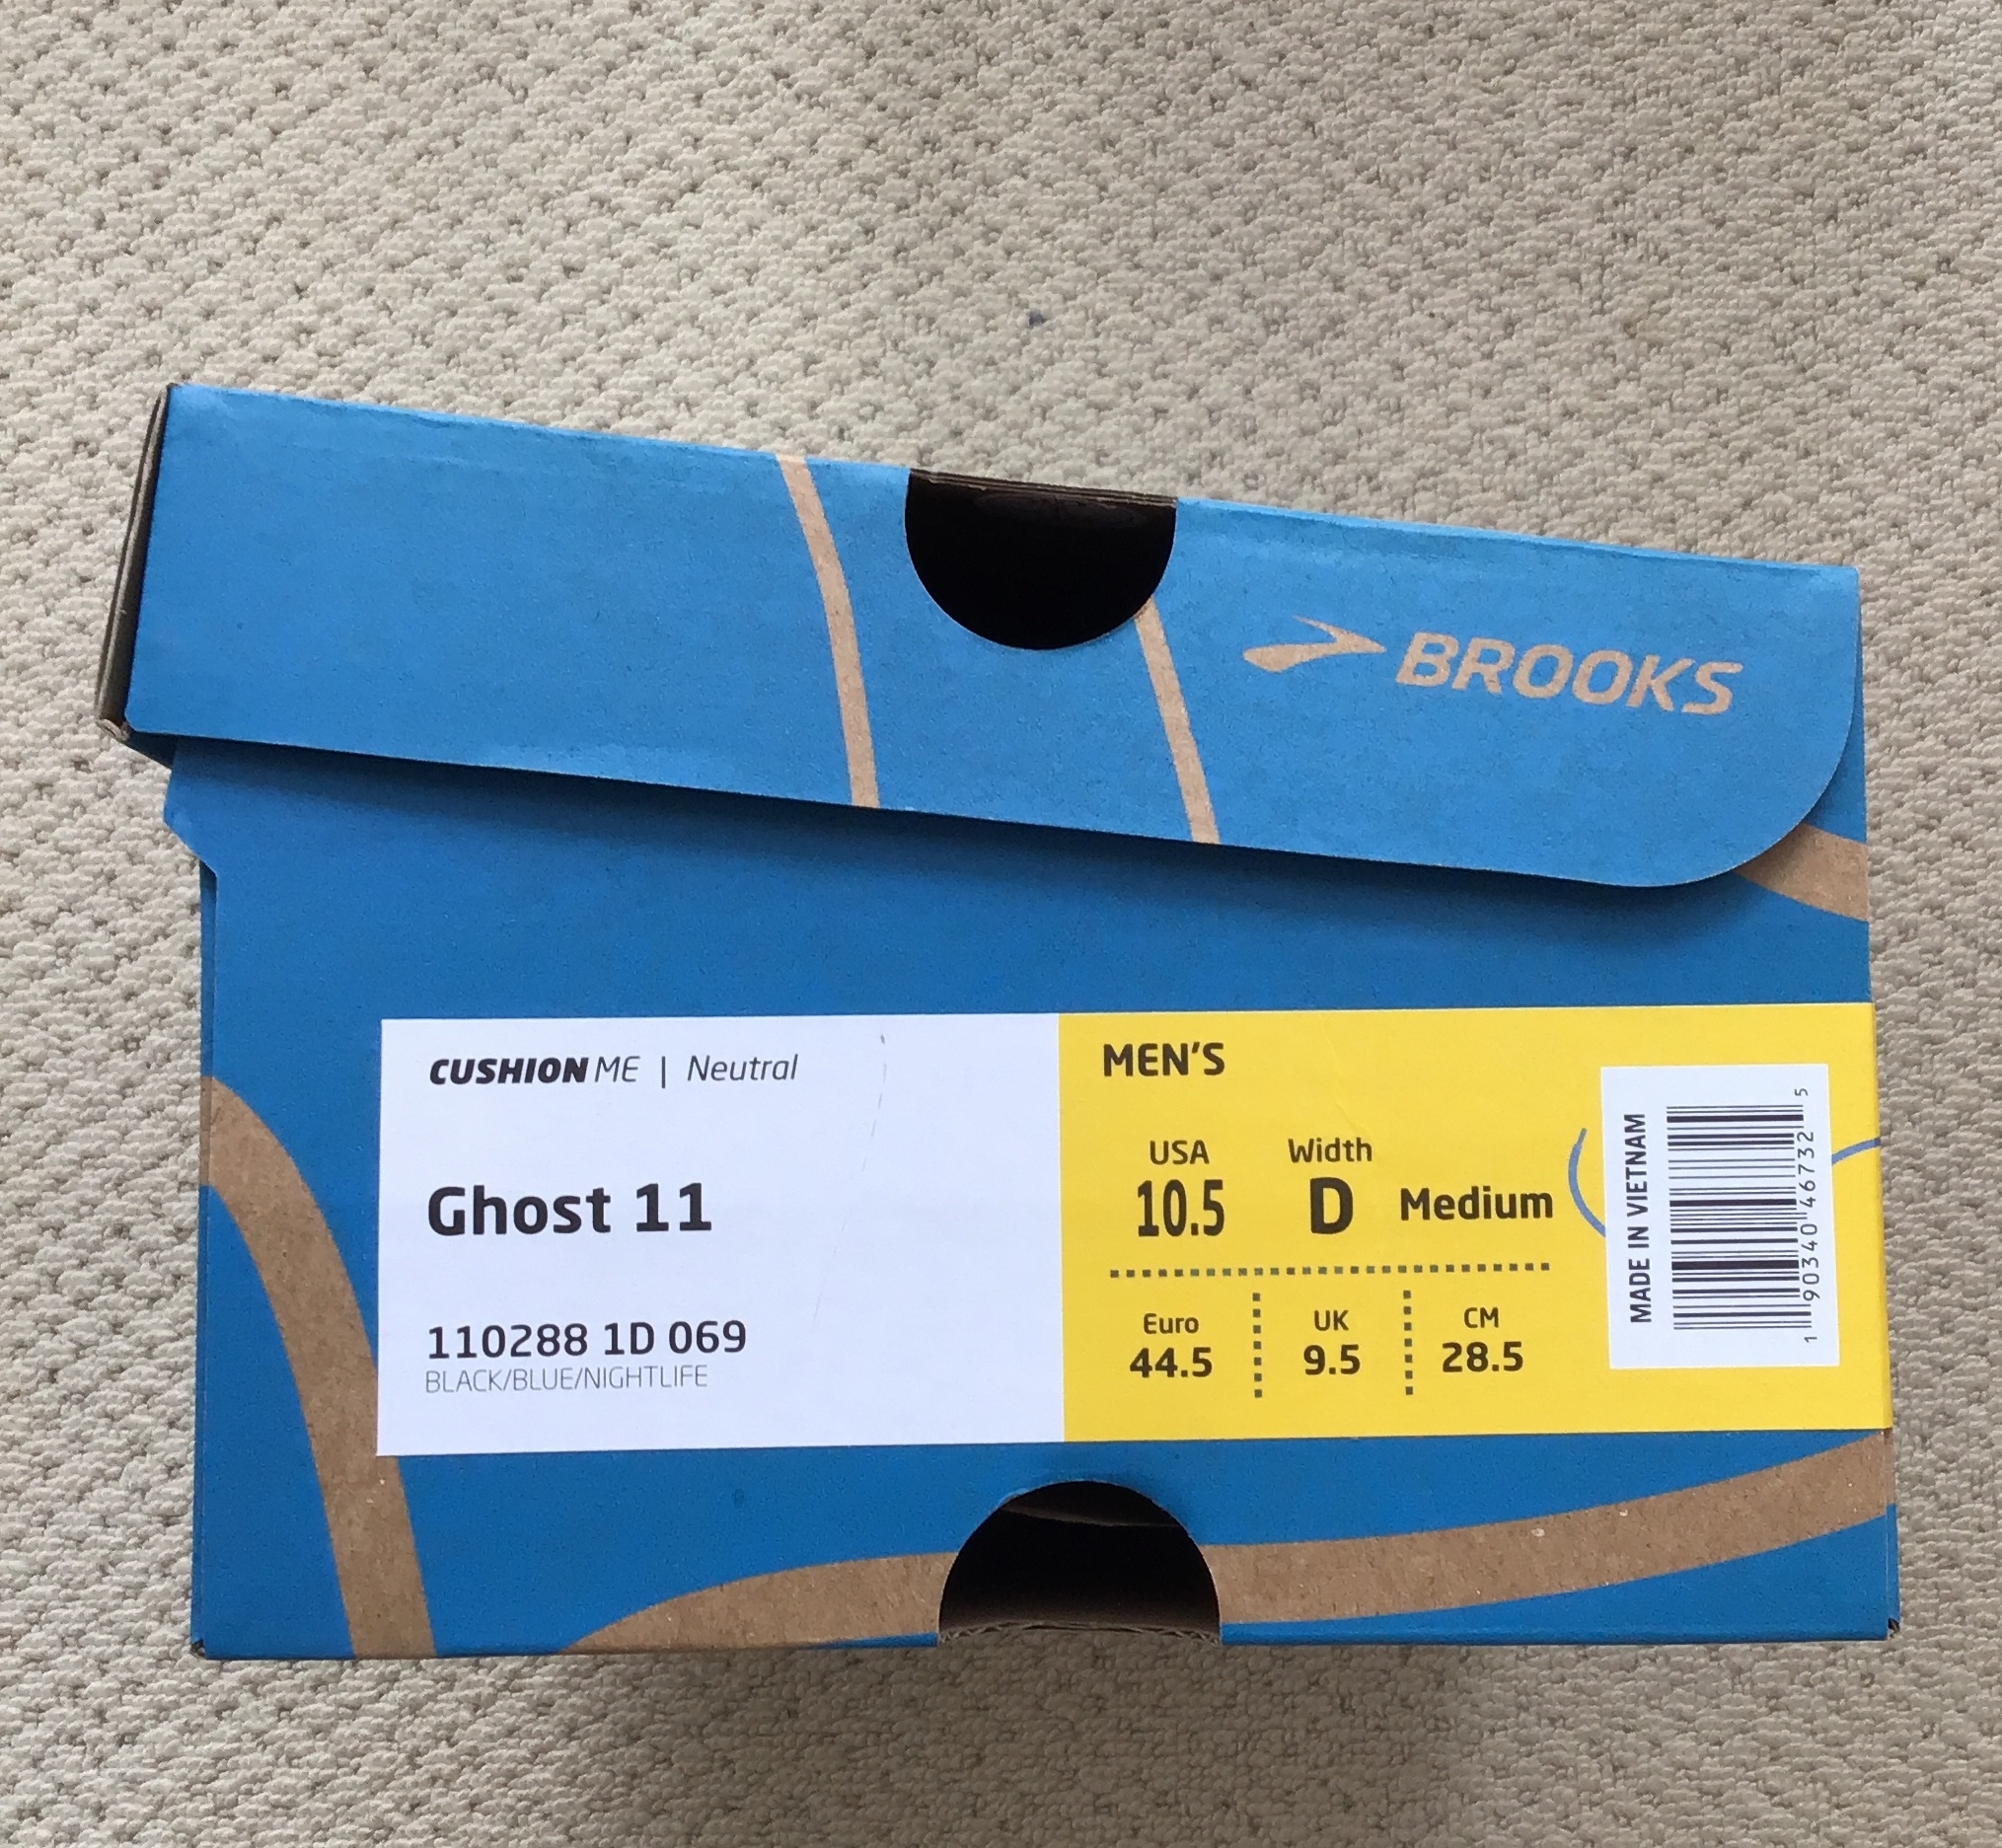 BROOKS
CUSHION ME | Neutral
Ghost 11
110288 1D 069
BLACK/BLUE/NIGHTLIFE
MEN'S
USA Width
10.5 D Medium
Euro UK CM
44.5 9.5 28.5
MADE IN VIETNAM
1 90340 46732 5